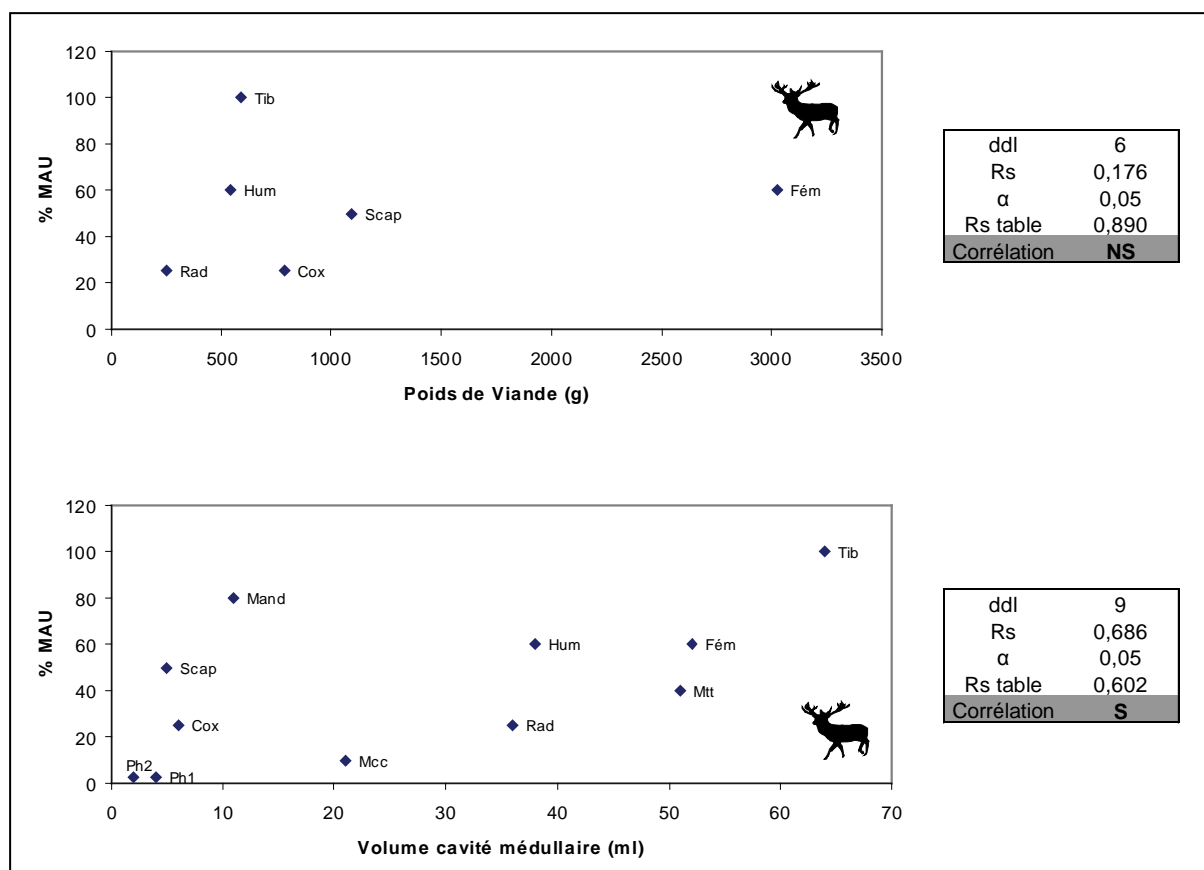 120
100
80
60
40
20
0
% MAU
Tib
Hum
Fém
Scap
Rad
Cox
0 500 1000 1500 2000 2500 3000 3500
Poids de Viande (g)
ddl 6
Rs 0,176
α 0,05
Rs table 0,890
Corrélation NS
120
100
80
60
40
20
0
% MAU
Tib
Mand
Hum
Fém
Scap
Mtt
Cox
Rad
Mcc
Ph2
Ph1
0 10 20 30 40 50 60 70
Volume cavité médullaire (ml)
ddl 9
Rs 0,686
α 0,05
Rs table 0,602
Corrélation S